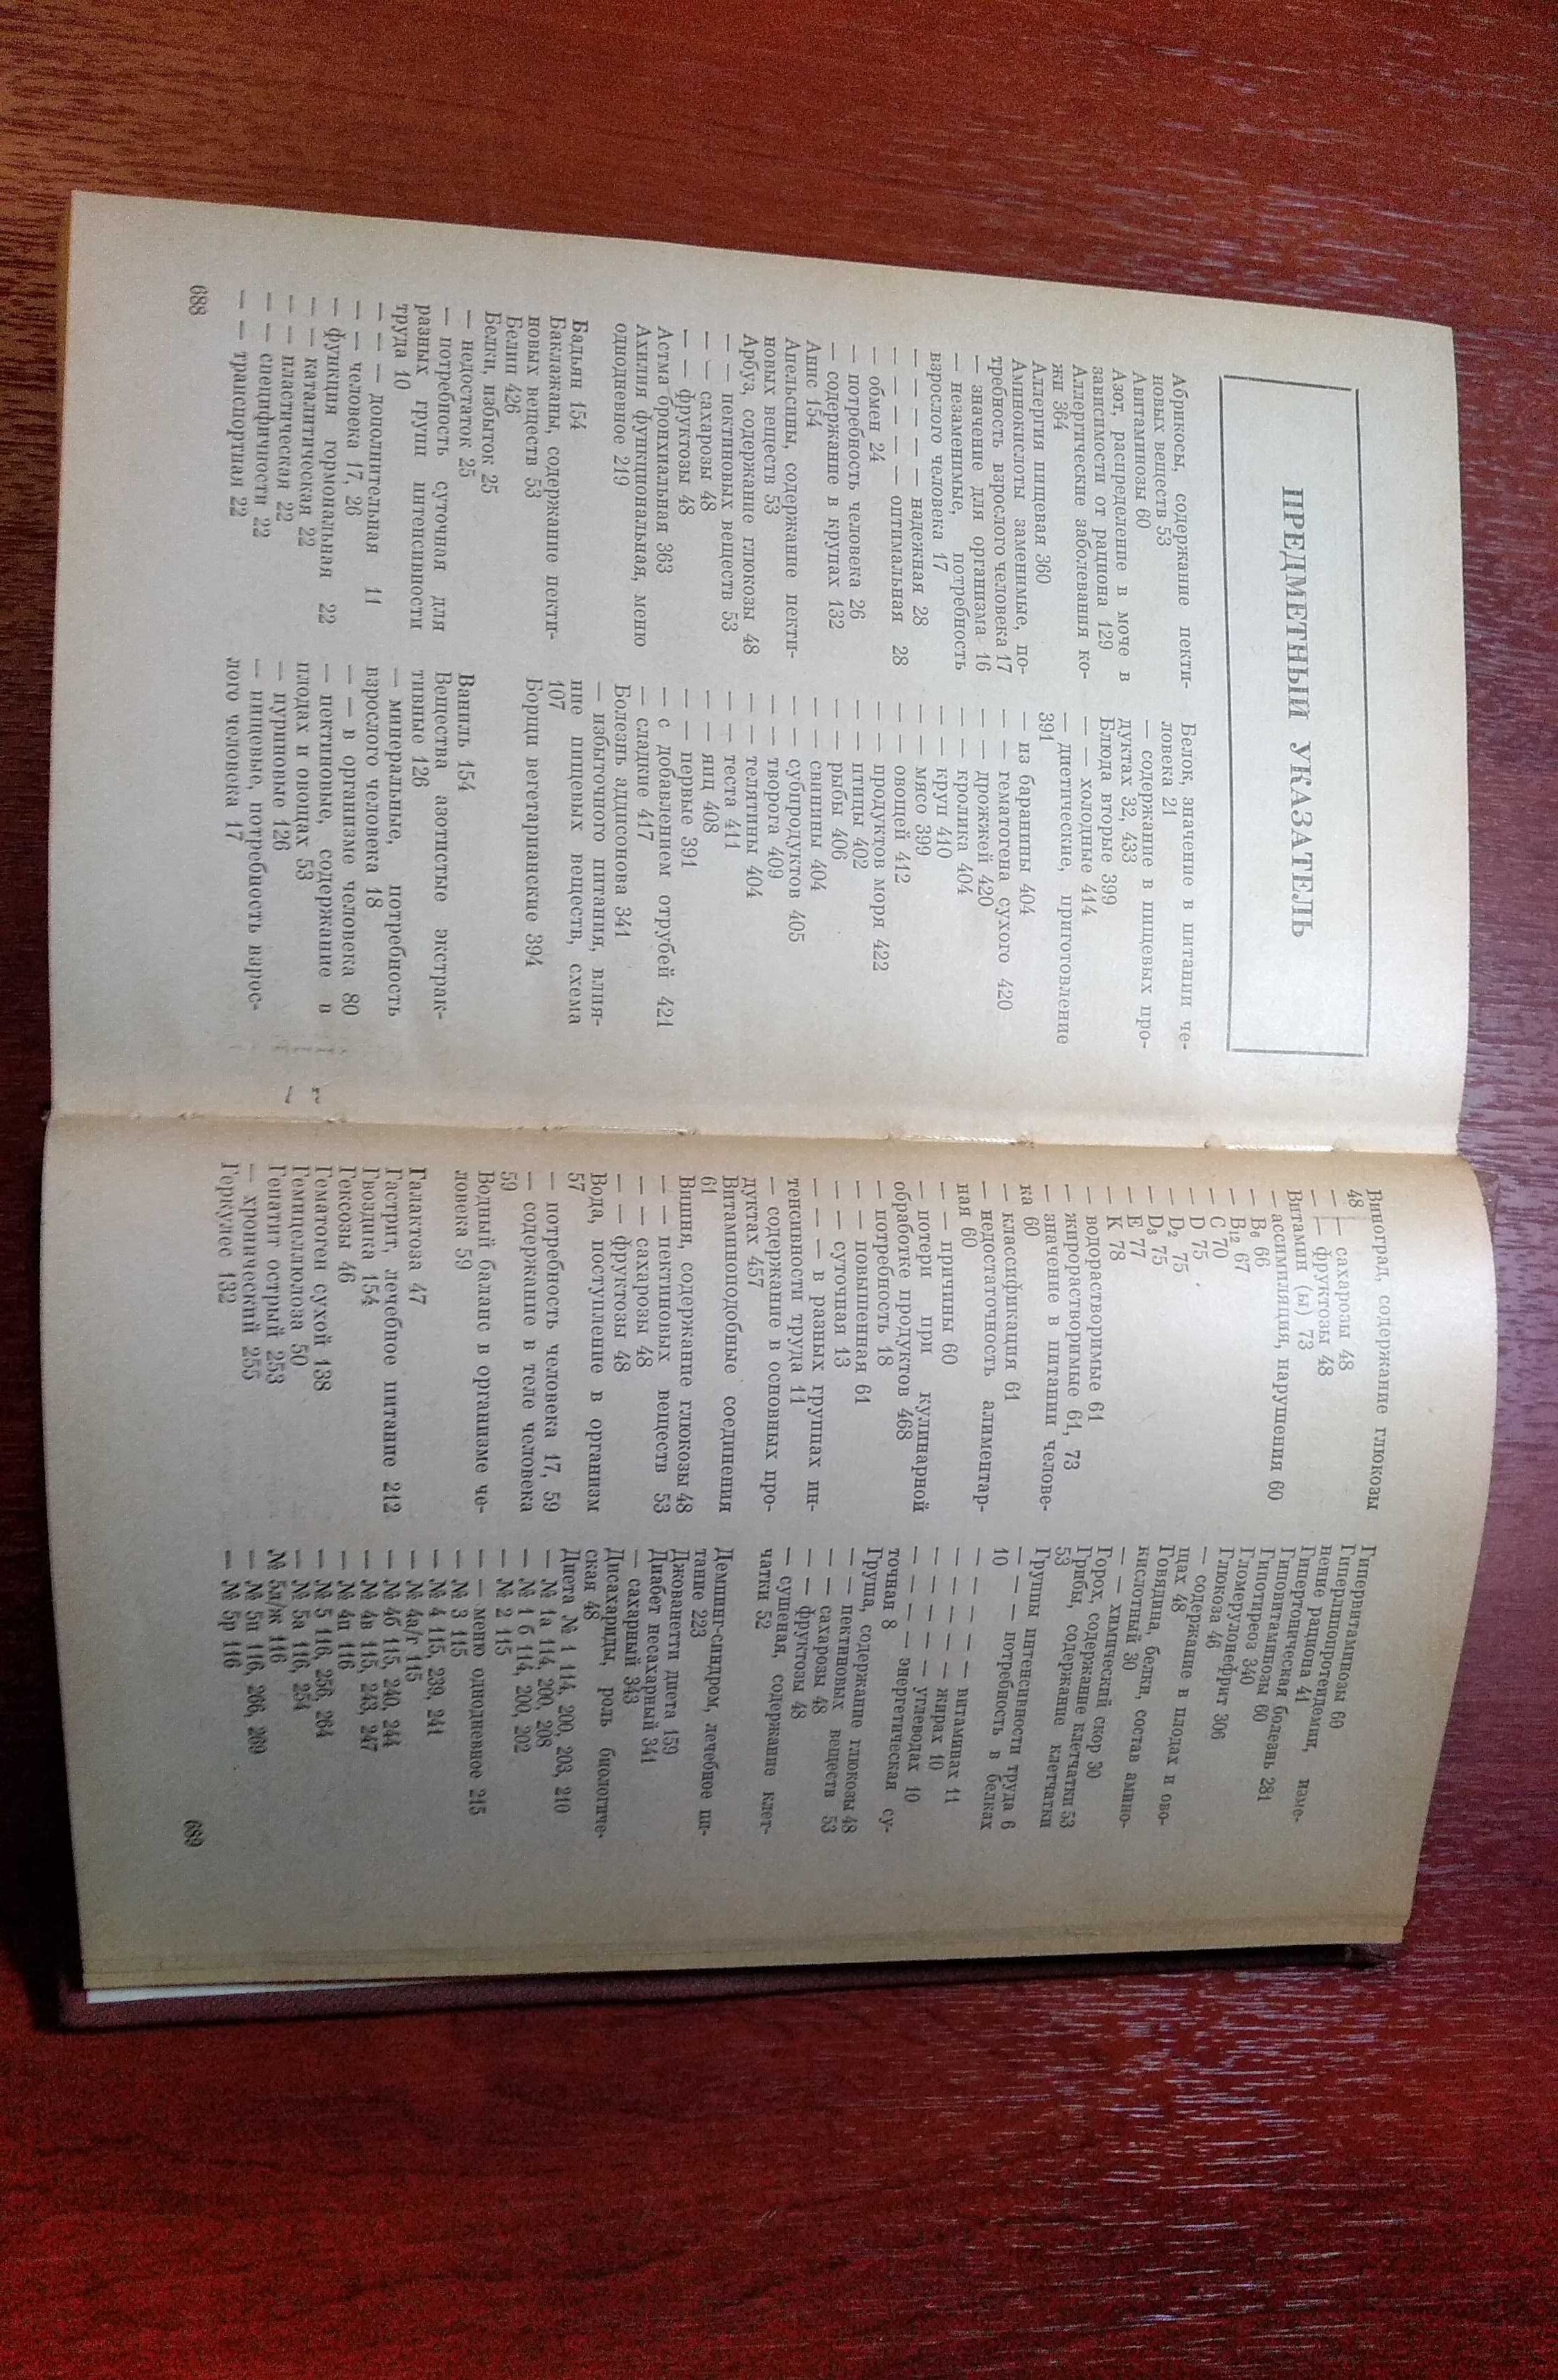 ПРЕДМЕТНЫЙ УКАЗАТЕЛЬ
Абрикосы, содержание пекти-
новых веществ 53
Авитаминозы 60
Азот, распределение в моче в
зависимости от рациона 129
Аллергические заболевания ко-
жи 364
Аллергия пищевая 360
Аминокислоты заменимые, по-
требность взрослого человека 17
— значение для организма 16
— незаменимые, потребность
взрослого человека 17
— — — — надежная 28
— — — — оптимальная 28
— обмен 24
— потребность человека 26
— содержание в крупах 132
Анис 154
Апельсины, содержание пекти-
новых веществ 53
Арбуз, содержание глюкозы 48
— — пектиновых веществ 53
— — сахарозы 48
— — фруктозы 48
Астма бронхиальная 363
Ахилия функциональная, меню
однодневное 219
Бадьян 154
Баклажаны, содержание пекти-
новых веществ 53
Белип 426
Белки, избыток 25
— недостаток 25
— потребность суточная для
разных групп интенсивности
труда 10
— — — дополнительная 11
— — человека 17, 26
— функция гормональная 22
— — каталитическая 22
— — пластическая 22
— — специфичности 22
— — транспортная 22
688
Белок, значение в питании че-
ловека 21
— содержание в пищевых про-
дуктах 32, 433
Блюда вторые 399
— — холодные 414
— диетические, приготовление
391
— из баранины 404
— — гематогена сухого 420
— — дрожжей 420
— — кролика 404
— — круп 410
— — мясо 399
— — овощей 412
— — продуктов моря 422
— — птицы 402
— — рыбы 406
— — свинины 404
— — субпродуктов 405
— — творога 409
— — телятины 404
— — теста 411
— — яиц 408
— — первые 391
— с добавлением отрубей 421
— сладкие 417
Болезнь аддисонова 341
— избыточного питания, влия-
ние пищевых веществ, схема
107
Борщи вегетарианские 394
Ваниль 154
Вещества азотистые экстрак-
тивные 126
— минеральные, потребность
взрослого человека 18
— — в организме человека 80
— пектиновые, содержание в
плодах и овощах 53
— пуриновые 126
— пищевые, потребность взрос-
лого человека 17
Виноград, содержание глюкозы
48
— — сахарозы 48
— — фруктозы 48
Витамин (ы) 73
— ассимиляция, нарушения 60
— B₆ 66
— B₁₂ 67
— C 70
— D 75
— D₂ 75
— D₃ 75
— E 77
— K 78
— водорастворимые 61
— жирорастворимые 61, 73
— значение в питании челове-
ка 60
— классификация 61
— недостаточность алиментар-
ная 60
— — причины 60
— потери при кулинарной
обработке продуктов 468
— потребность 18
— — повышенная 61
— — суточная 13
— — — в разных группах ин-
тенсивности труда 11
— содержание в основных про-
дуктах 457
Витаминоподобные соединения
61
Вишня, содержание глюкозы 48
— — пектиновых веществ 53
— — сахарозы 48
— — фруктозы 48
Вода, поступление в организм
57
— потребность человека 17, 59
— содержание в теле человека
59
Водный баланс в организме че-
ловека 59
Галактоза 47
Гастрит, лечебное питание 212
Гвоздика 154
Гексозы 46
Гематоген сухой 138
Гемицеллюлоза 50
Гепатит острый 253
— хронический 255
Геркулес 132
Гипервитаминозы 60
Гиперлипопротеидемии, изме-
нение рациона 41
Гипертоническая болезнь 281
Гиповитаминозы 60
Гипотиреоз 340
Гломерулонефрит 306
Глюкоза 46
— содержание в плодах и ово-
щах 48
Говядина, белки, состав амино-
кислотный 30
— — химический скор 30
Горох, содержание клетчатки 53
Грибы, содержание клетчатки
53
Группы интенсивности труда 6
— — — потребность в белках
10
— — — — — витаминах 11
— — — — — жирах 10
— — — — — углеводах 10
— — — — энергетическая су-
точная 8
Груша, содержание глюкозы 48
— — пектиновых веществ 53
— — сахарозы 48
— — фруктозы 48
— сушеная, содержание клет-
чатки 52
Демпинг-синдром, лечебное пи-
тание 223
Джованетти диета 159
Диабет несахарный 341
— сахарный 343
Дисахариды, роль биологиче-
ская 48
Диета № 1 114, 200, 203, 210
— № 1а 114, 200, 208
— № 1 б 114, 200, 202
— № 2 115
— — меню однодневное 215
— № 3 115
— № 4 115, 239, 241
— № 4а/г 115
— № 4б 115, 240, 244
— № 4в 115, 243, 247
— № 4п 116
— № 5 116, 256, 264
— № 5а 116, 254
№ 5л/ж 116
— № 5п 116, 266, 269
— № 5р 116
689